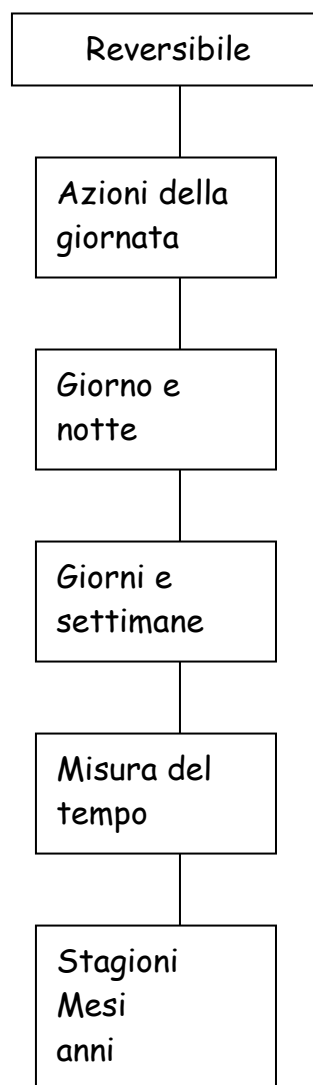 Reversibile
Azioni della
giornata
Giorno e
notte
Giorni e
settimane
Misura del
tempo
Stagioni
Mesi
anni